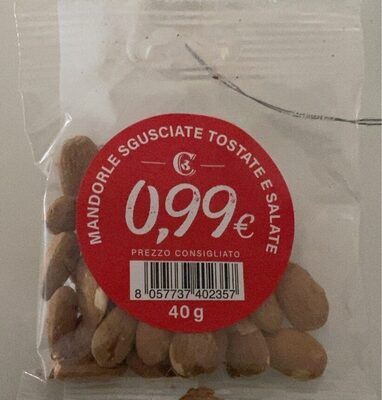 MANDORLE SGUSCIATE TOSTATE E SALATE
C
0,99€
PREZZO CONSIGLIATO
8 057737 402357
40 g